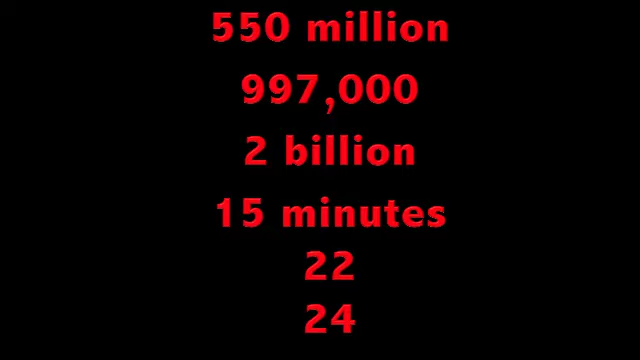 550 million
997,000
2 billion
15 minutes
22
24